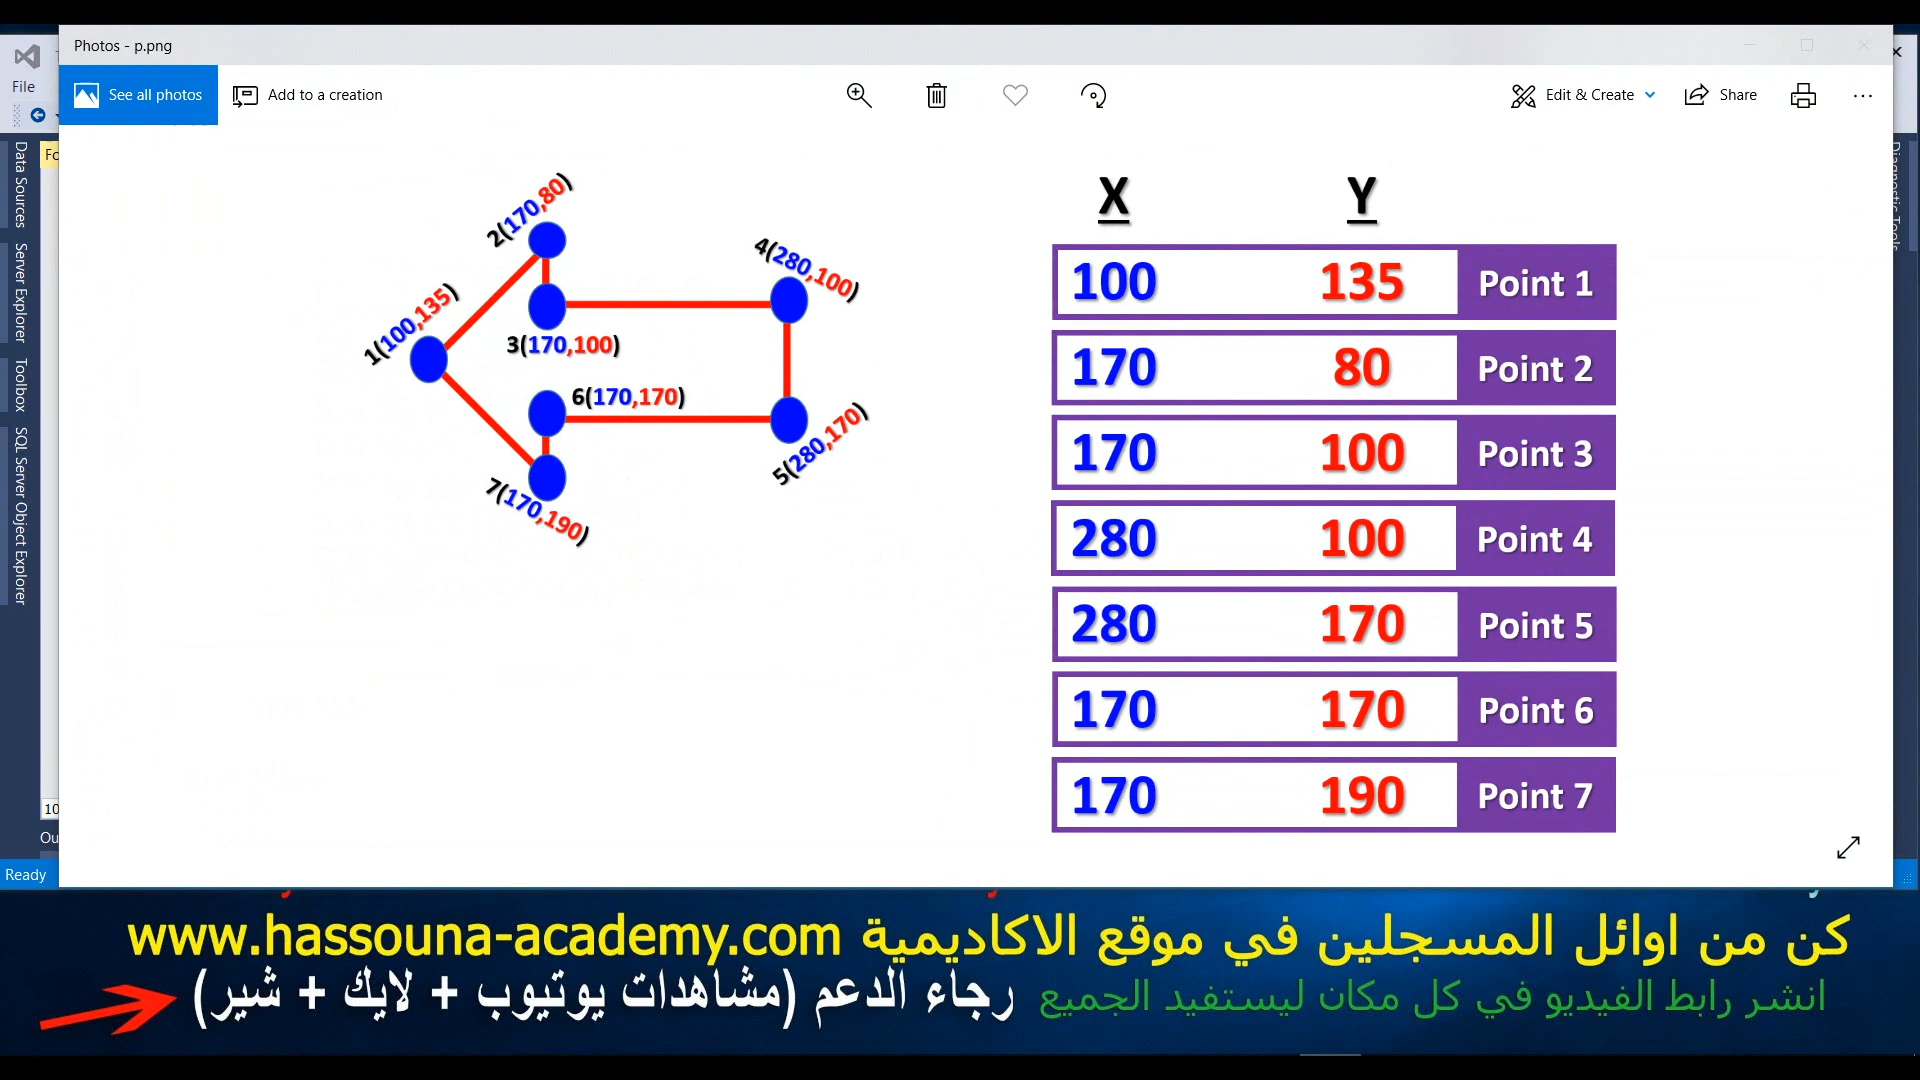 Photos - p.png
File
See all photos
Add to a creation
Edit & Create
Share
Data Sources
Server Explorer
Toolbox
SQL Server Object Explorer
Diagnostic Tools
Fo
10
Ou
Ready
2(170,80)
4(280,100)
1(100,135)
3(170,100)
6(170,170)
5(280,170)
7(170,190)
X Y
100 135 Point 1
170 80 Point 2
170 100 Point 3
280 100 Point 4
280 170 Point 5
170 170 Point 6
170 190 Point 7
كن من اوائل المسجلين في موقع الاكاديمية www.hassouna-academy.com
انشر رابط الفيديو في كل مكان ليستفيد الجميع رجاء الدعم (مشاهدات يوتيوب + لايك + شير)